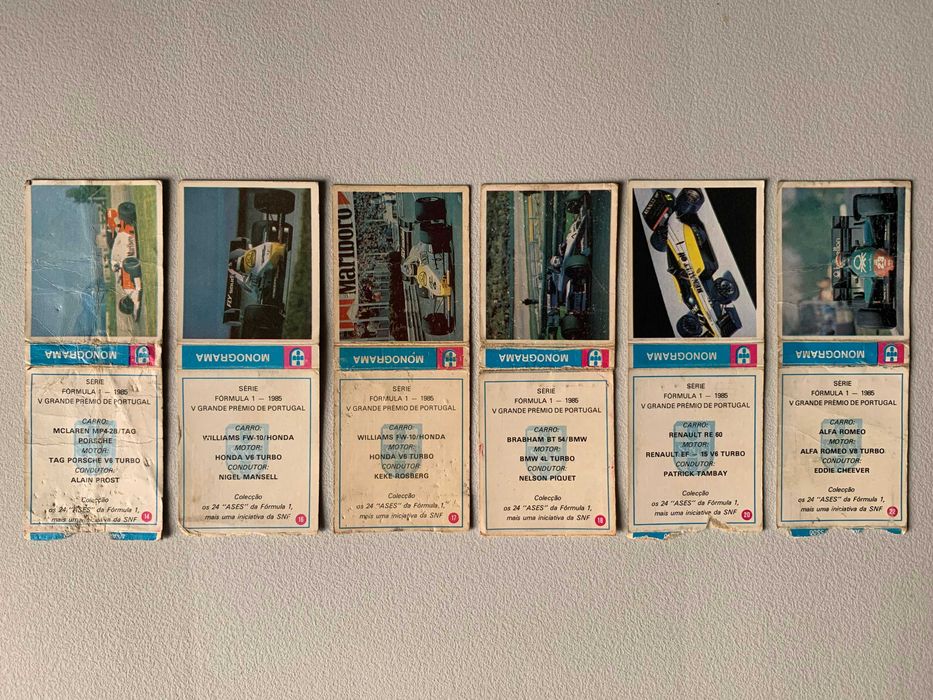 MONOGRAMA
SÉRIE
FÓRMULA 1 — 1985
V GRANDE PRÉMIO DE PORTUGAL
CARRO:
MCLAREN MP4-2B/TAG
PORSCHE
MOTOR:
TAG PORSCHE V6 TURBO
CONDUTOR:
ALAIN PROST
Colecção
os 24 "ASES" da Fórmula 1,
mais uma iniciativa da SNF
14
MONOGRAMA
SÉRIE
FÓRMULA 1 — 1985
V GRANDE PRÉMIO DE PORTUGAL
CARRO:
WILLIAMS FW-10/HONDA
MOTOR:
HONDA V6 TURBO
CONDUTOR:
NIGEL MANSELL
Colecção
os 24 "ASES" da Fórmula 1,
mais uma iniciativa da SNF
Marlboro
MONOGRAMA
SÉRIE
FÓRMULA 1 — 1985
V GRANDE PRÉMIO DE PORTUGAL
CARRO:
WILLIAMS FW-10/HONDA
MOTOR:
HONDA V6 TURBO
CONDUTOR:
KEKE ROSBERG
Colecção
os 24 "ASES" da Fórmula 1,
mais uma iniciativa da SNF
17
MONOGRAMA
SÉRIE
FÓRMULA 1 — 1985
V GRANDE PRÉMIO DE PORTUGAL
CARRO:
BRABHAM BT 54/BMW
MOTOR:
BMW 4L TURBO
CONDUTOR:
NELSON PIQUET
Colecção
os 24 "ASES" da Fórmula 1,
mais uma iniciativa da SNF
MONOGRAMA
SÉRIE
FÓRMULA 1 — 1985
V GRANDE PRÉMIO DE PORTUGAL
CARRO:
RENAULT RE 60
MOTOR:
RENAULT EF — 15 V6 TURBO
CONDUTOR:
PATRICK TAMBAY
Colecção
os 24 "ASES" da Fórmula 1,
mais uma iniciativa da SNF
20
MONOGRAMA
SÉRIE
FÓRMULA 1 — 1985
V GRANDE PRÉMIO DE PORTUGAL
CARRO:
ALFA ROMEO
MOTOR:
ALFA ROMEO V8 TURBO
CONDUTOR:
EDDIE CHEEVER
Colecção
os 24 "ASES" da Fórmula 1,
mais uma iniciativa da SNF
22